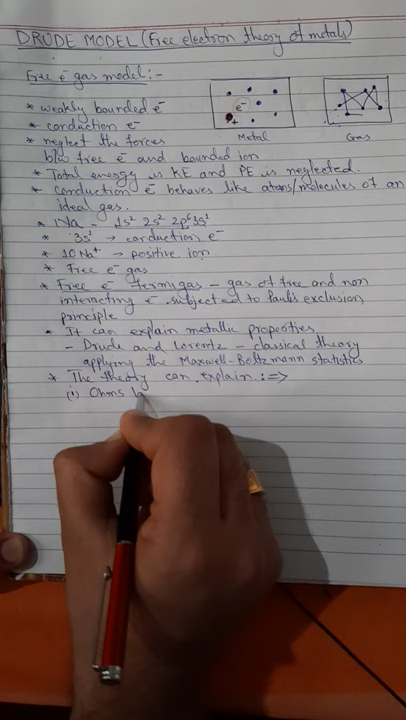 DRUDE MODEL (Free electron theory of metals)
Free e⁻ gas model :-
* weakly bounded e⁻
* conduction e⁻
* neglect the forces
b/w free e⁻ and bounded ion
e⁻
+
Metal
Gas
* Total energy is KE and PE is neglected.
* conduction e⁻ behaves like atoms/molecules of an
ideal gas.
* Na - 1s² 2s² 2p⁶ 3s¹
* 3s¹ → conduction e⁻
* 10 Na⁺ → positive ion
* Free e⁻ gas
* Free e⁻ fermigas - gas of free and non
interacting e⁻ subjected to Pauli's exclusion
principle
* It can explain metallic properties
- Drude and Lorentz - classical theory
applying the Maxwell-Boltzmann statistics
* The theory can explain :⇒
(i) Ohms